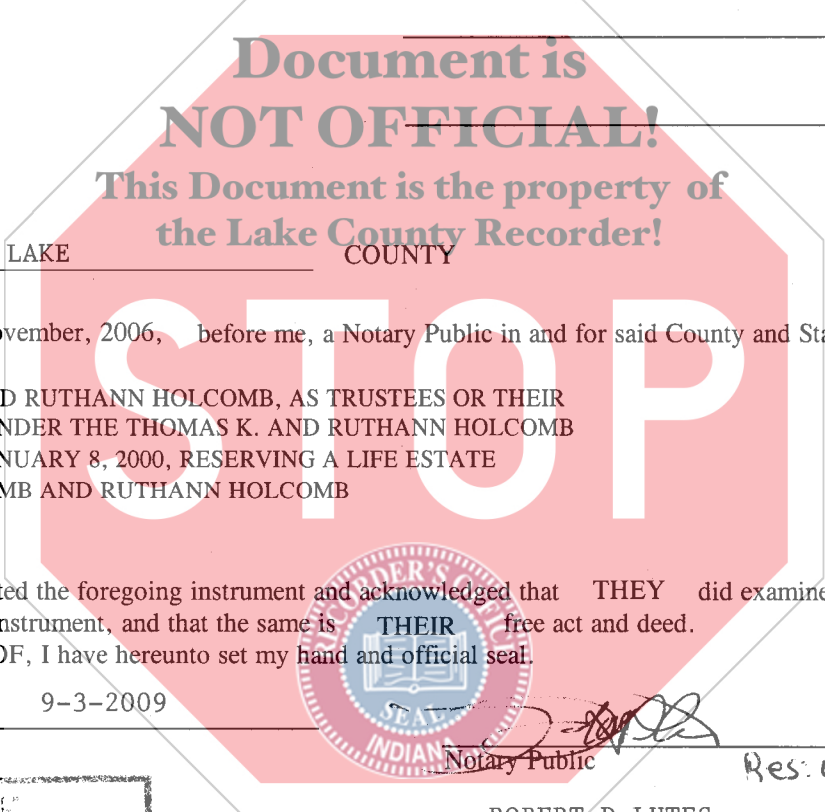 Document is
NOT OFFICIAL!
This Document is the property of
the Lake County Recorder!
LAKE COUNTY
STOP
vember, 2006, before me, a Notary Public in and for said County and Sta
D RUTHANN HOLCOMB, AS TRUSTEES OR THEIR
NDER THE THOMAS K. AND RUTHANN HOLCOMB
NUARY 8, 2000, RESERVING A LIFE ESTATE
MB AND RUTHANN HOLCOMB
ted the foregoing instrument and acknowledged that THEY did examine
nstrument, and that the same is THEIR free act and deed.
OF, I have hereunto set my hand and official seal.
RECORDER'S OFFICE
SEAL
INDIANA
9-3-2009
Notary Public
Res:
ROBERT D LUTES